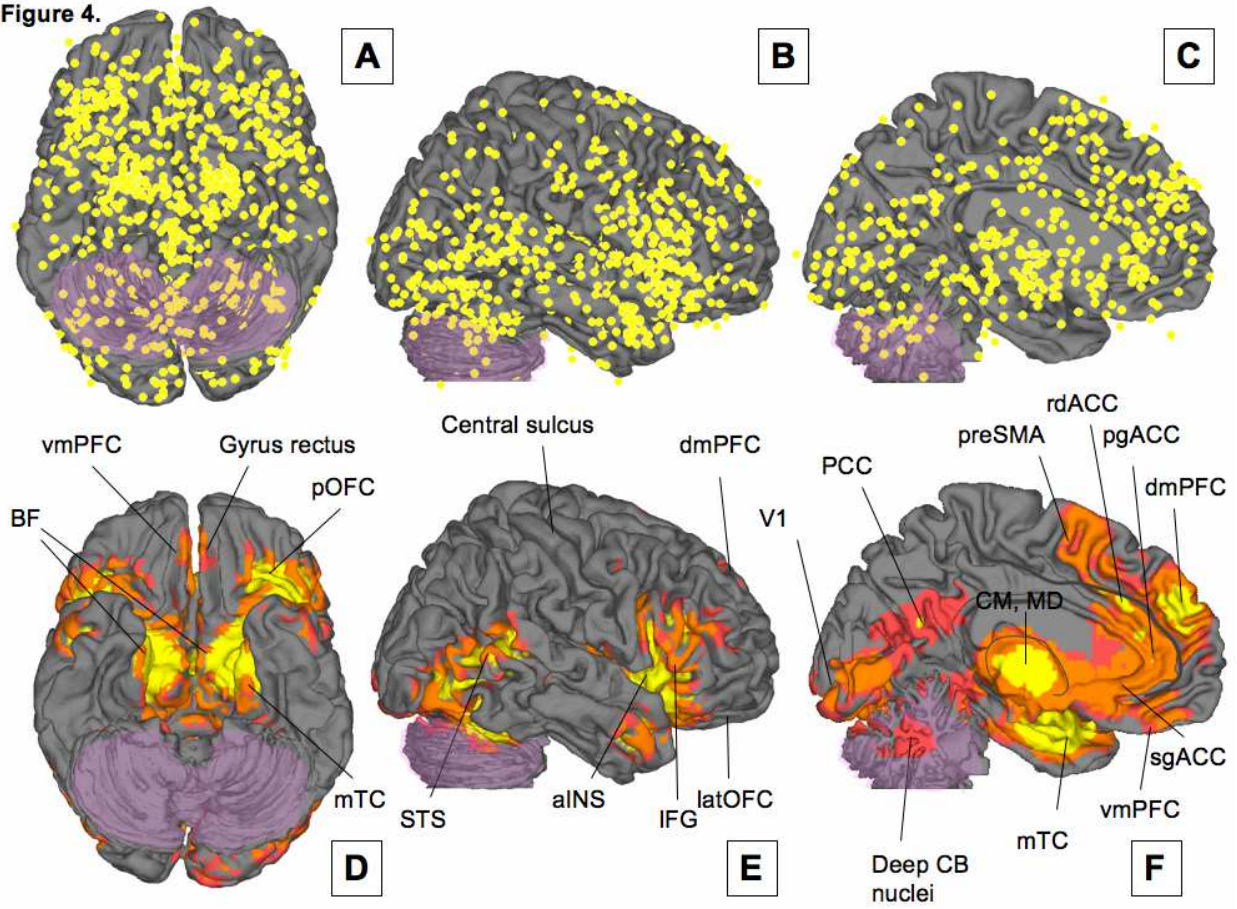 Figure 4.
A
B
C
vmPFC
Gyrus rectus
pOFC
BF
mTC
D
Central sulcus
dmPFC
STS
aINS
IFG
latOFC
E
rdACC
preSMA
pgACC
PCC
dmPFC
V1
CM, MD
sgACC
vmPFC
mTC
Deep CB
nuclei
F